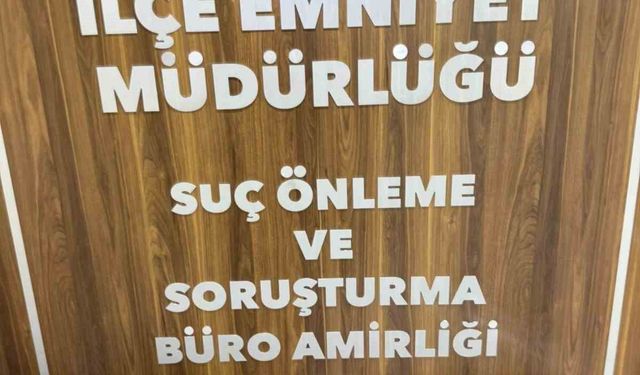 İLÇE EMNİYET
MÜDÜRLÜĞÜ
SUÇ ÖNLEME
VE
SORUŞTURMA
BÜRO AMİRLİĞİ